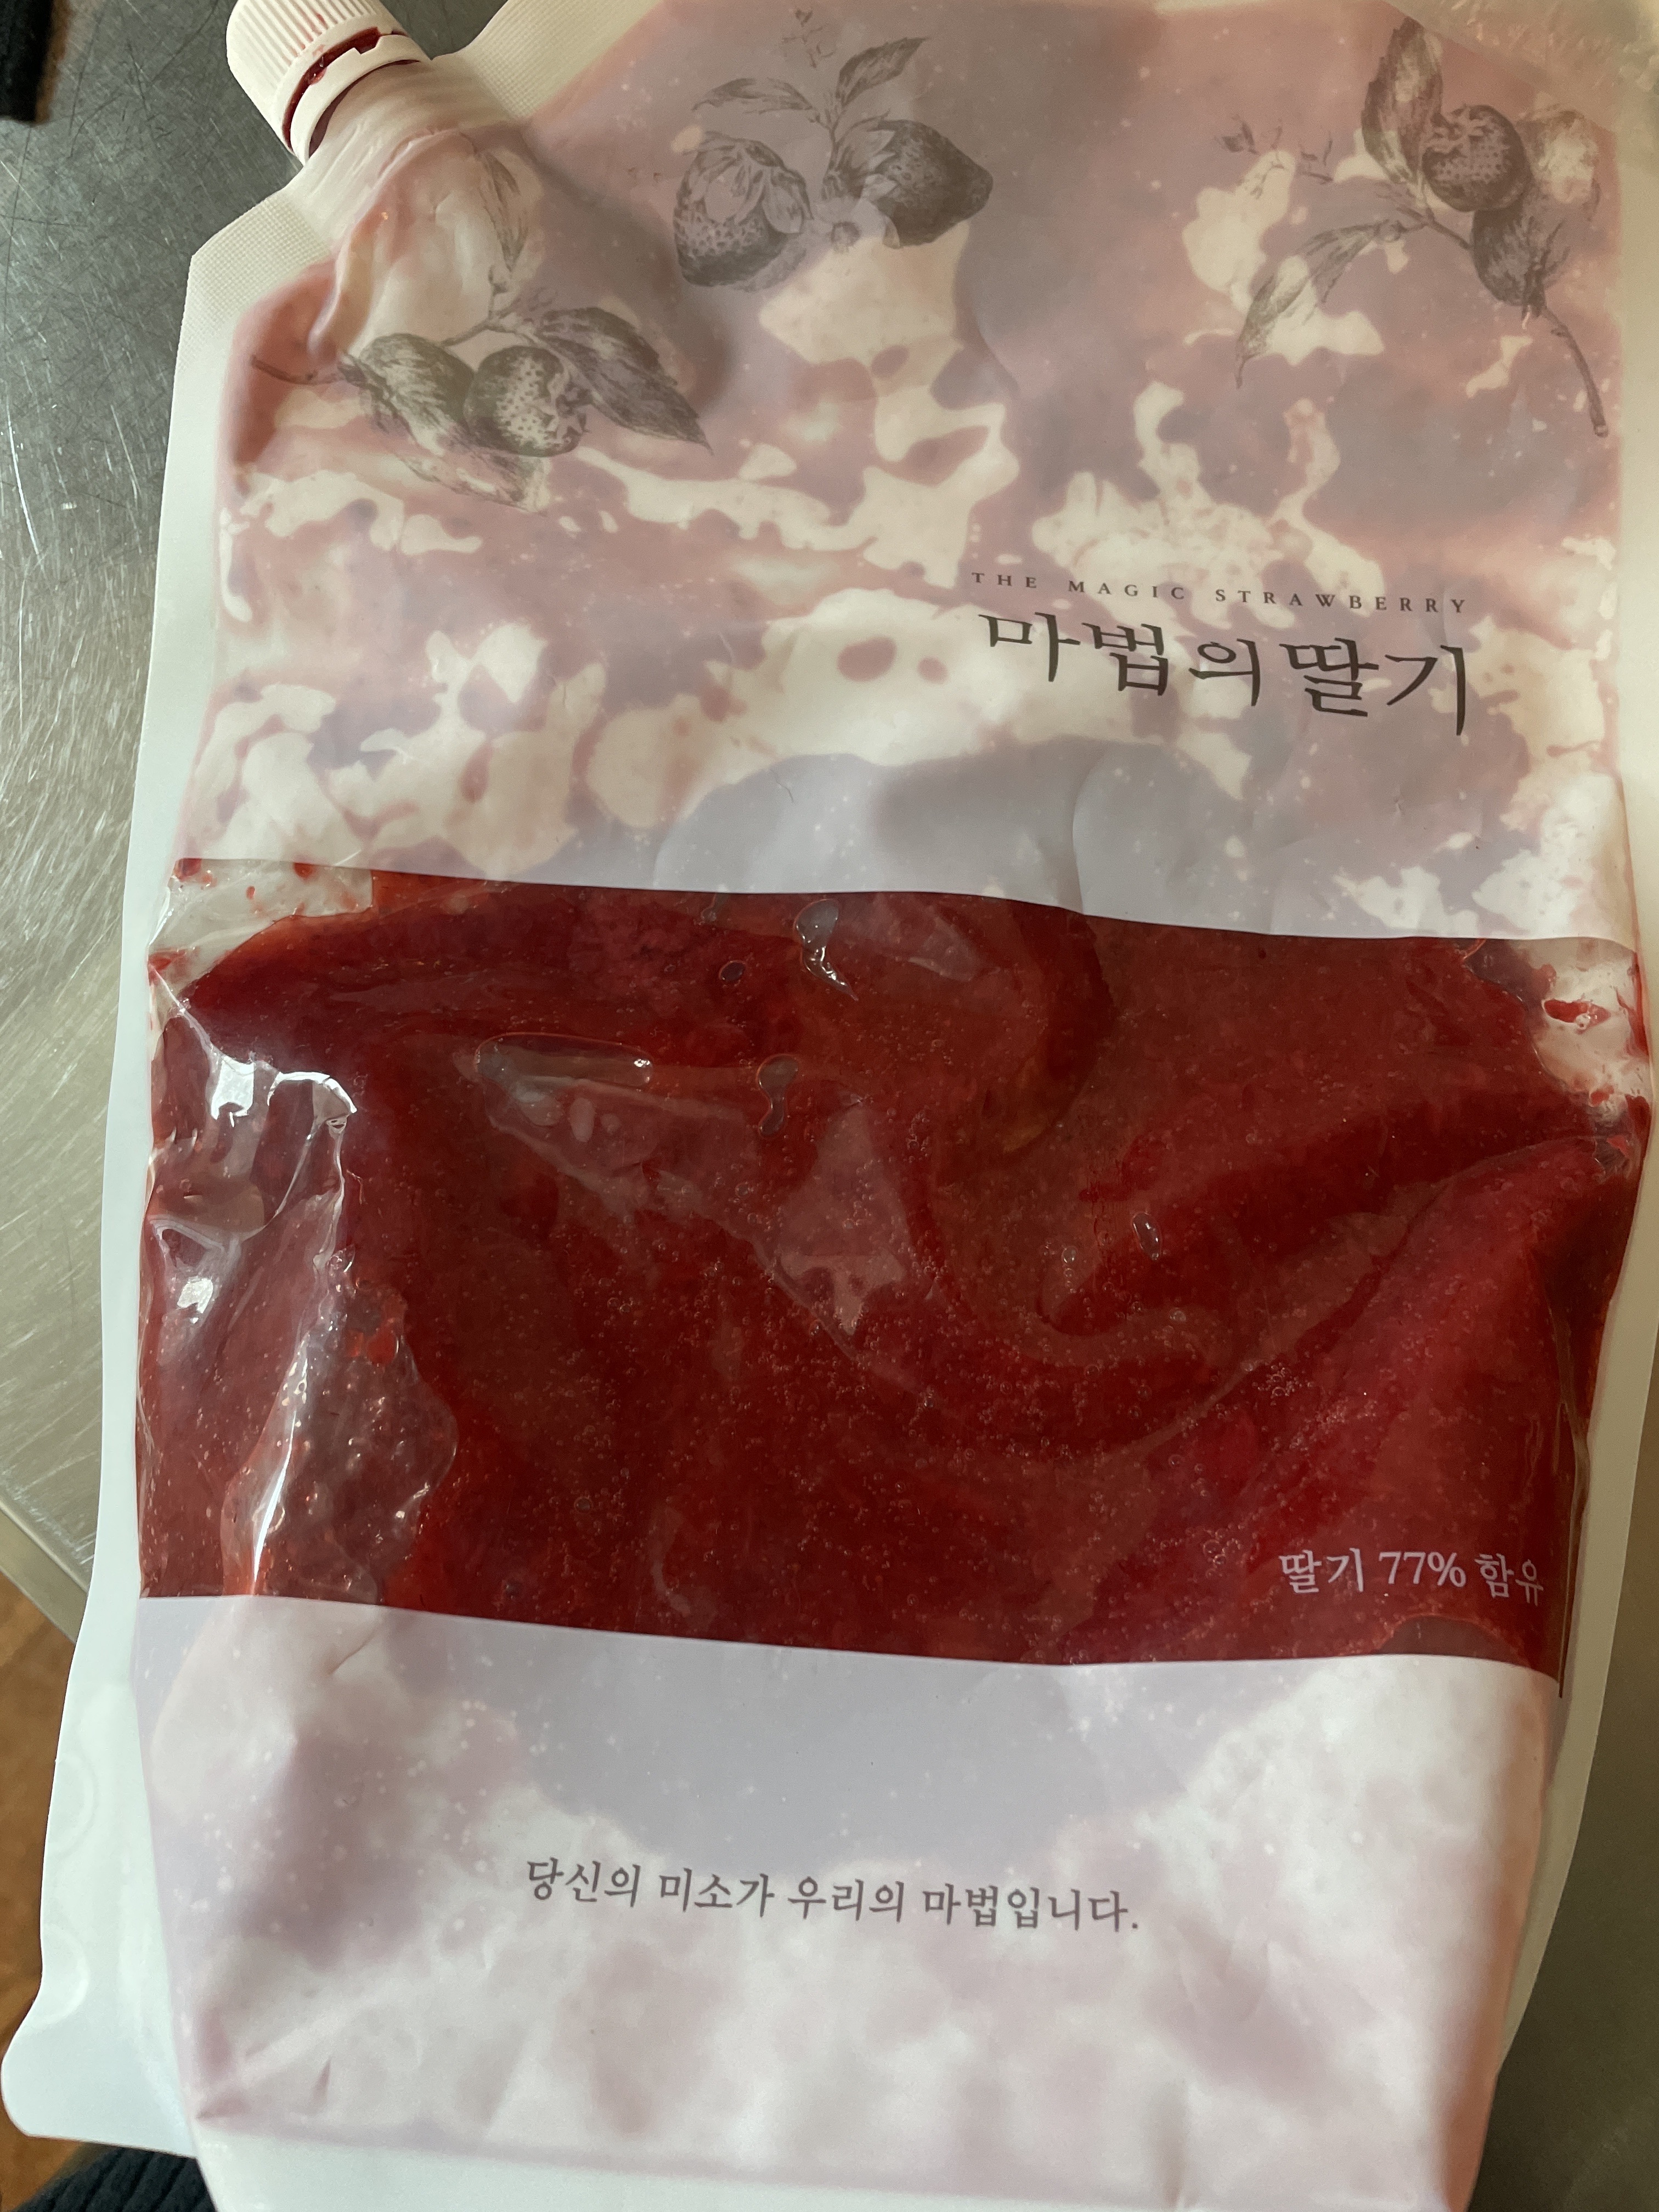 THE MAGIC STRAWBERRY
마법의딸기
딸기 77% 함유
당신의 미소가 우리의 마법입니다.